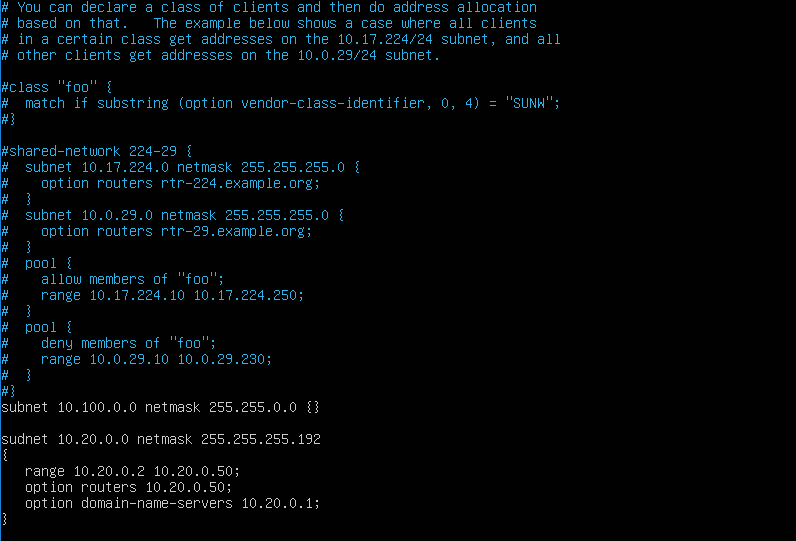 # You can declare a class of clients and then do address allocation
# based on that.   The example below shows a case where all clients
# in a certain class get addresses on the 10.17.224/24 subnet, and all
# other clients get addresses on the 10.0.29/24 subnet.

#class "foo" {
#  match if substring (option vendor-class-identifier, 0, 4) = "SUNW";
#}

#shared-network 224-29 {
#  subnet 10.17.224.0 netmask 255.255.255.0 {
#    option routers rtr-224.example.org;
#  }
#  subnet 10.0.29.0 netmask 255.255.255.0 {
#    option routers rtr-29.example.org;
#  }
#  pool {
#    allow members of "foo";
#    range 10.17.224.10 10.17.224.250;
#  }
#  pool {
#    deny members of "foo";
#    range 10.0.29.10 10.0.29.230;
#  }
#}
subnet 10.100.0.0 netmask 255.255.0.0 {}

sudnet 10.20.0.0 netmask 255.255.255.192
{
   range 10.20.0.2 10.20.0.50;
   option routers 10.20.0.50;
   option domain-name-servers 10.20.0.1;
}